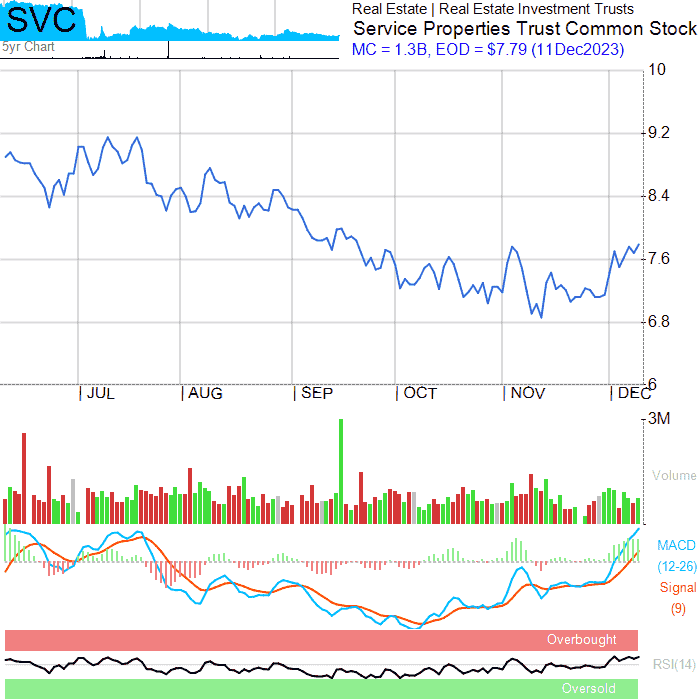 SVC
5yr Chart
Real Estate | Real Estate Investment Trusts
Service Properties Trust Common Stock
MC = 1.3B, EOD = $7.79 (11Dec2023)
10
9.2
8.4
7.6
6.8
6
JUL
AUG
SEP
OCT
NOV
DEC
3M
Volume
MACD
(12-26)
Signal
(9)
Overbought
RSI(14)
Oversold